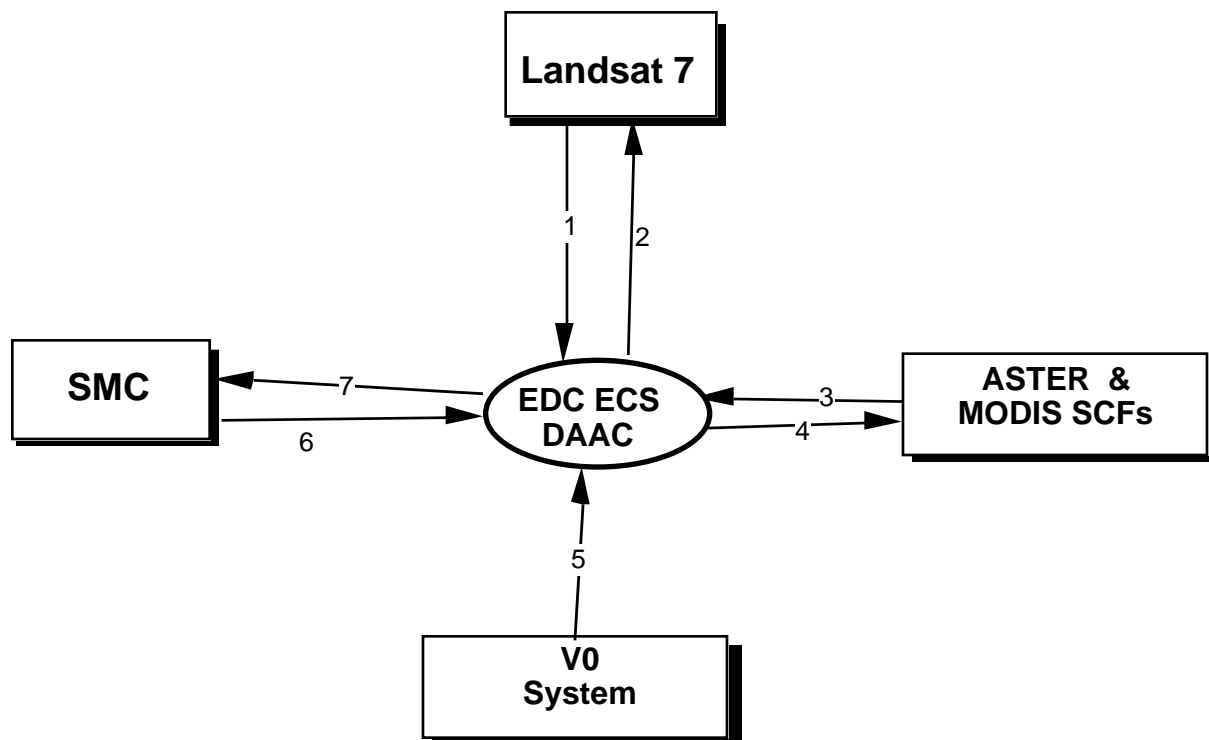 Landsat 7
1
2
SMC
7
6
EDC ECS
DAAC
3
4
ASTER &
MODIS SCFs
5
V0
System